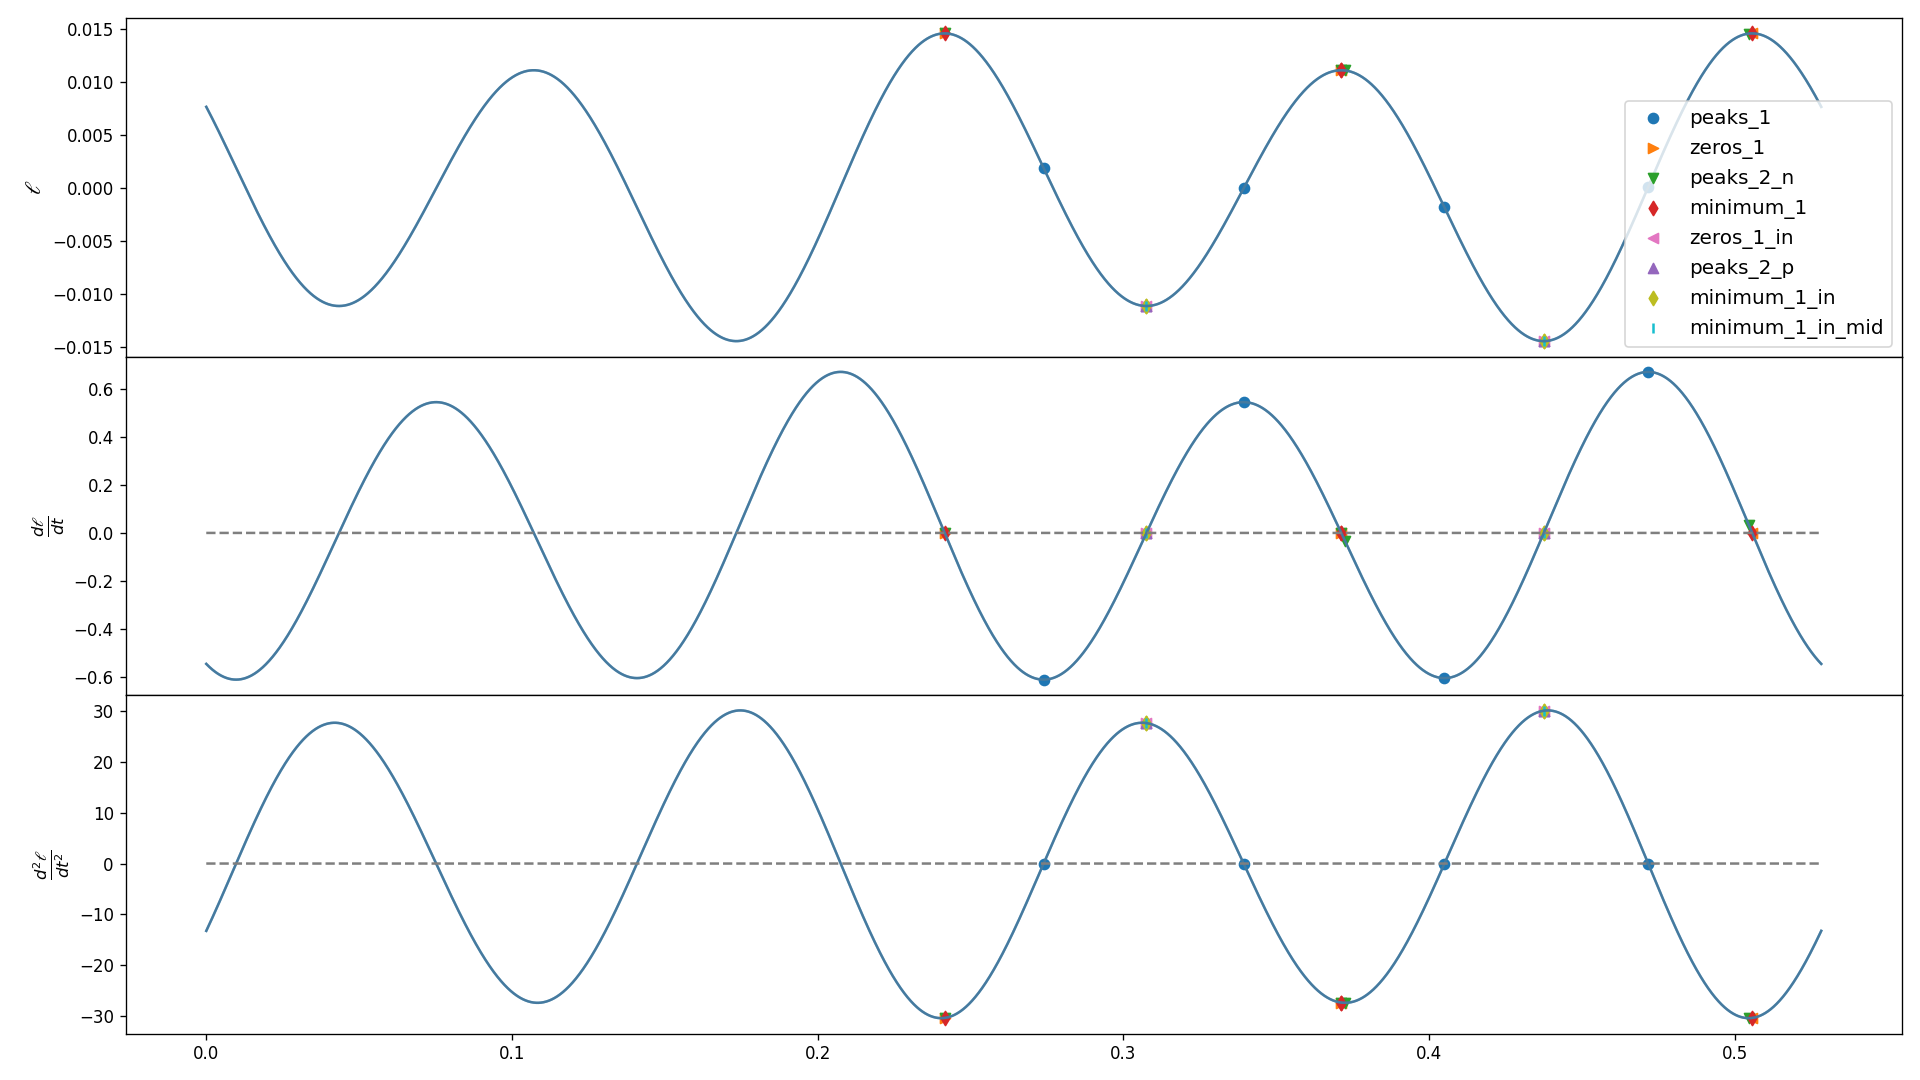 0.015
0.010
0.005
0.000
−0.005
−0.010
−0.015
ℓ
peaks_1
zeros_1
peaks_2_n
minimum_1
zeros_1_in
peaks_2_p
minimum_1_in
minimum_1_in_mid
0.6
0.4
0.2
0.0
−0.2
−0.4
−0.6
dℓ
dt
30
20
10
0
−10
−20
−30
d²ℓ
dt²
0.0 0.1 0.2 0.3 0.4 0.5